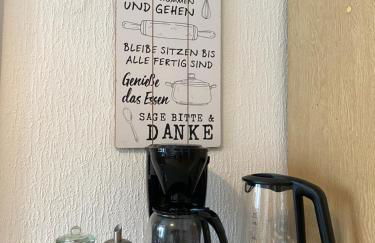 UND GEHEN
BLEIBE SITZEN BIS
ALLE FERTIG SIND
Genieße
das Essen
SAGE BITTE &
DANKE